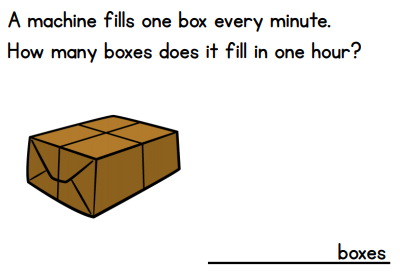 A machine fills one box every minute.
How many boxes does it fill in one hour?
boxes